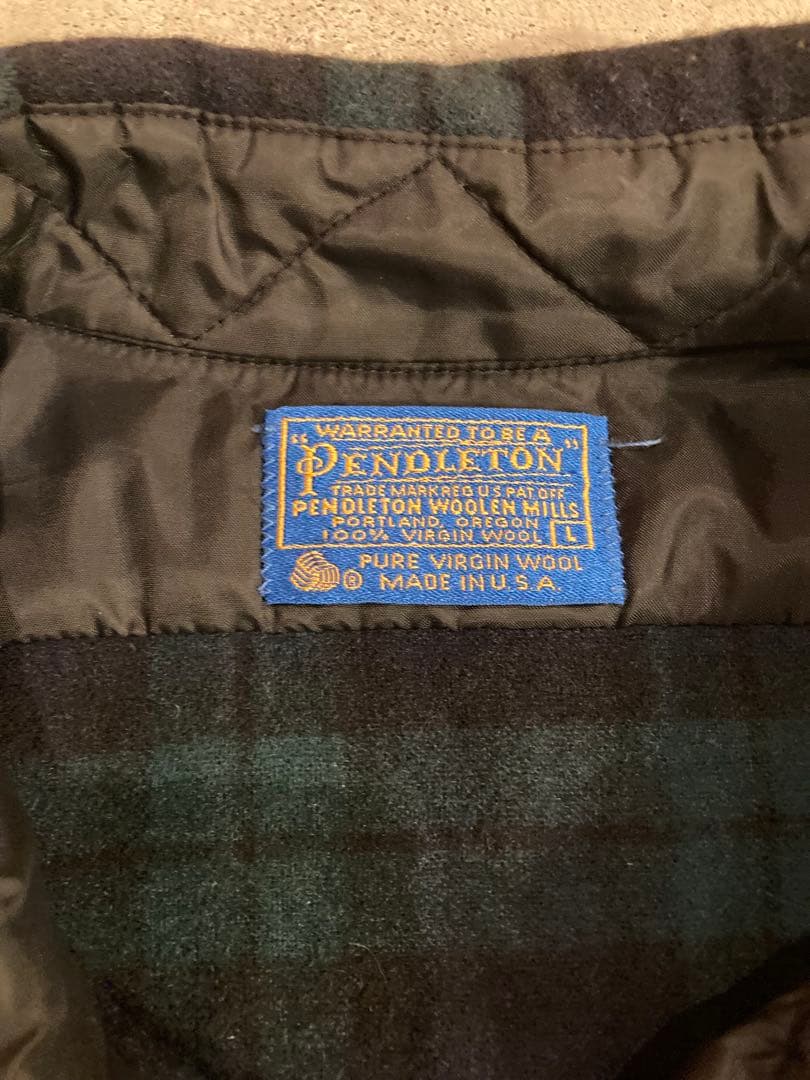 WARRANTED TO BE A
"PENDLETON"
TRADE MARK REG U S PAT. OFF.
PENDLETON WOOLEN MILLS
PORTLAND, OREGON
100% VIRGIN WOOL L
® PURE VIRGIN WOOL
MADE IN U.S.A.